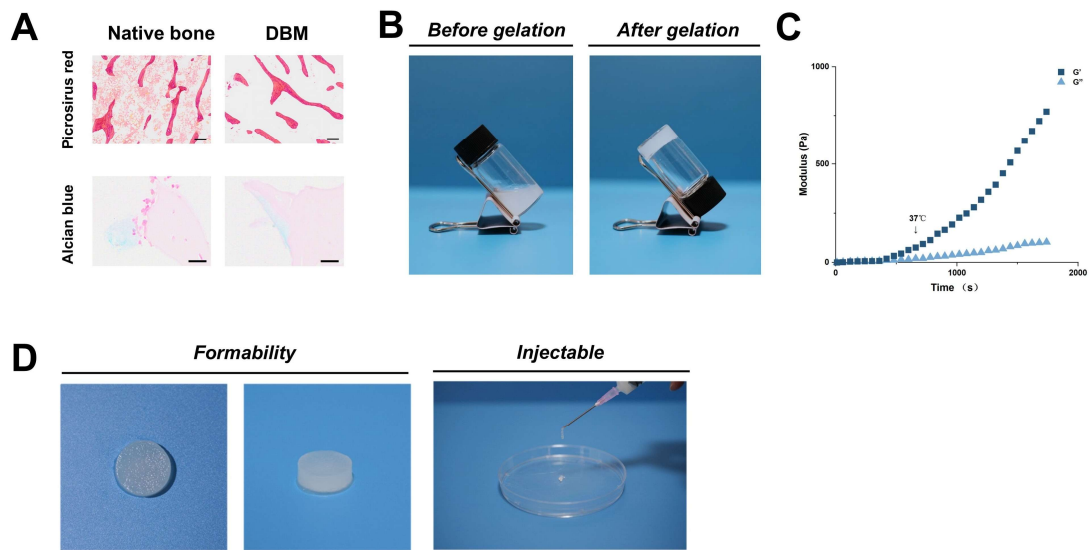 A
Native bone
DBM
Picrosirus red
Alcian blue
B
Before gelation
After gelation
C
1000
500
0
Modulus (Pa)
G'
G''
37℃
0
1000
2000
Time （s）
D
Formability
Injectable